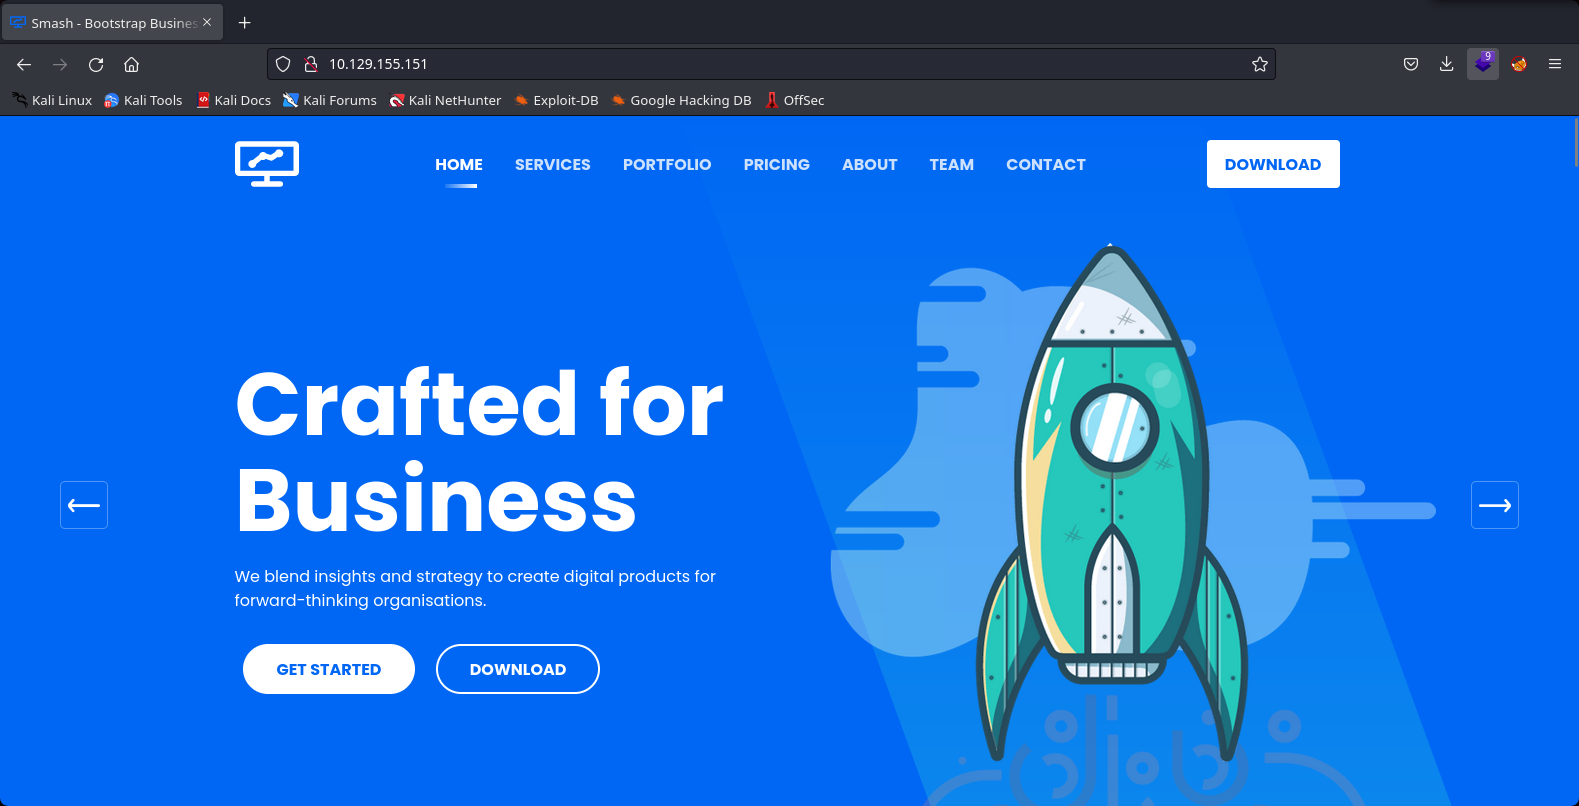 Smash - Bootstrap Busines
10.129.155.151
9
Kali Linux Kali Tools Kali Docs Kali Forums Kali NetHunter Exploit-DB Google Hacking DB OffSec
HOME SERVICES PORTFOLIO PRICING ABOUT TEAM CONTACT DOWNLOAD
Crafted for
Business
We blend insights and strategy to create digital products for
forward-thinking organisations.
GET STARTED DOWNLOAD